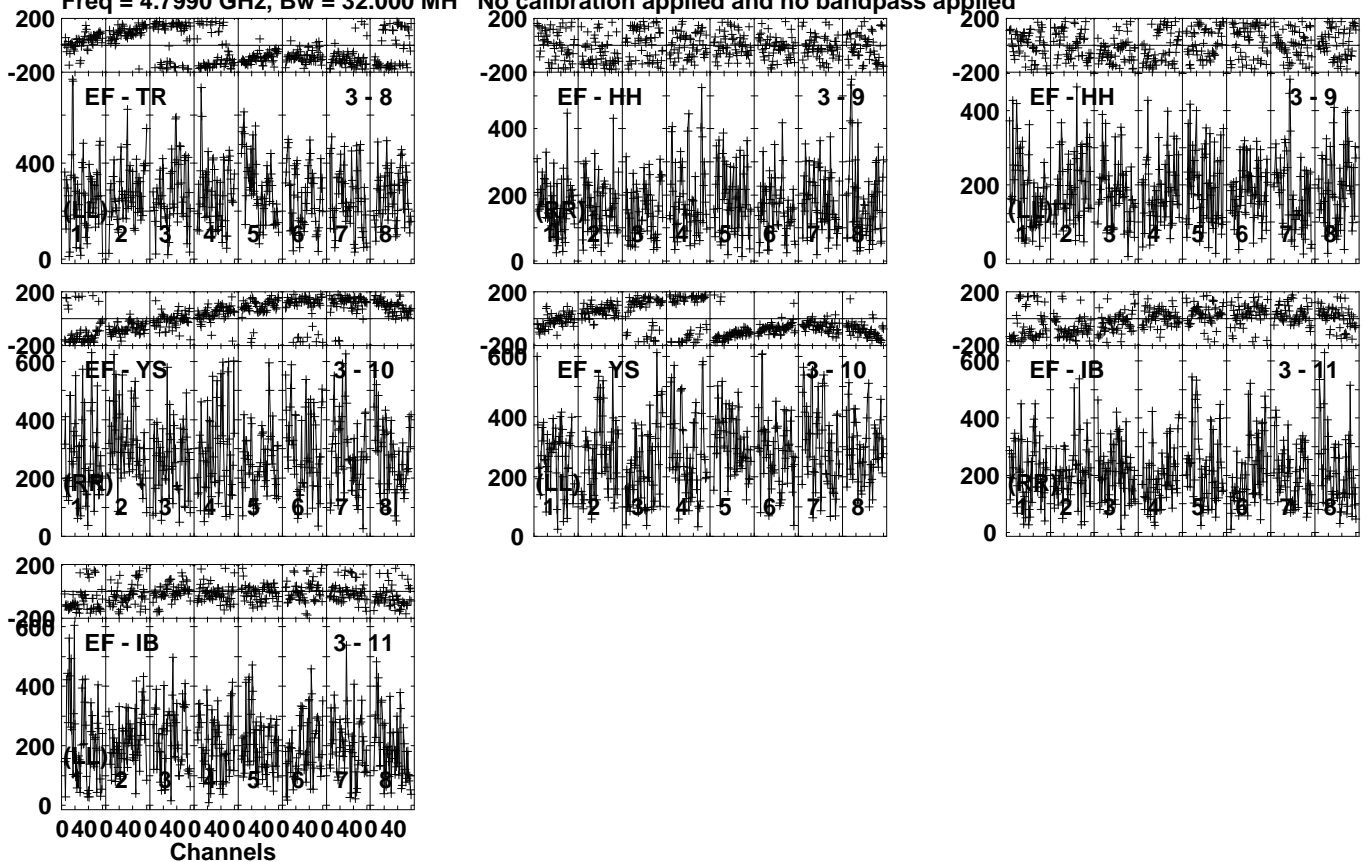 Freq = 4.7990 GHz, Bw = 32.000 MH No calibration applied and no bandpass applied
200
-200
EF - TR 3 - 8
400
(LL)
1 2 3 4 5 6 7 8
0
200
-200
EF - HH 3 - 9
400
200
(RR)
1 2 3 4 5 6 7 8
0
200
-200
EF - HH 3 - 9
400
200
(LL)
1 2 3 4 5 6 7 8
0
200
-200
600
EF - YS 3 - 10
400
200
(RR)
1 2 3 4 5 6 7 8
0
200
-200
600
EF - YS 3 - 10
400
200
(LL)
1 2 3 4 5 6 7 8
0
200
-200
600
EF - IB 3 - 11
400
200
(RR)
1 2 3 4 5 6 7 8
0
200
-200
600
EF - IB 3 - 11
400
200
(LL)
1 2 3 4 5 6 7 8
0
0 40 0 40 0 40 0 40 0 40 0 40 0 40 0 40
Channels